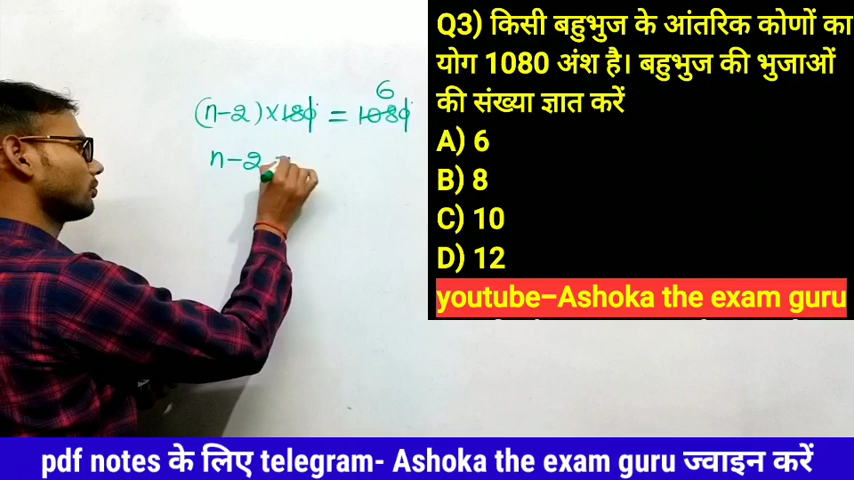 Q3) किसी बहुभुज के आंतरिक कोणों का
योग 1080 अंश है। बहुभुज की भुजाओं
की संख्या ज्ञात करें
A) 6
B) 8
C) 10
D) 12
youtube–Ashoka the exam guru
6
(n-2)×180 = 1080
n-2
pdf notes के लिए telegram- Ashoka the exam guru ज्वाइन करें